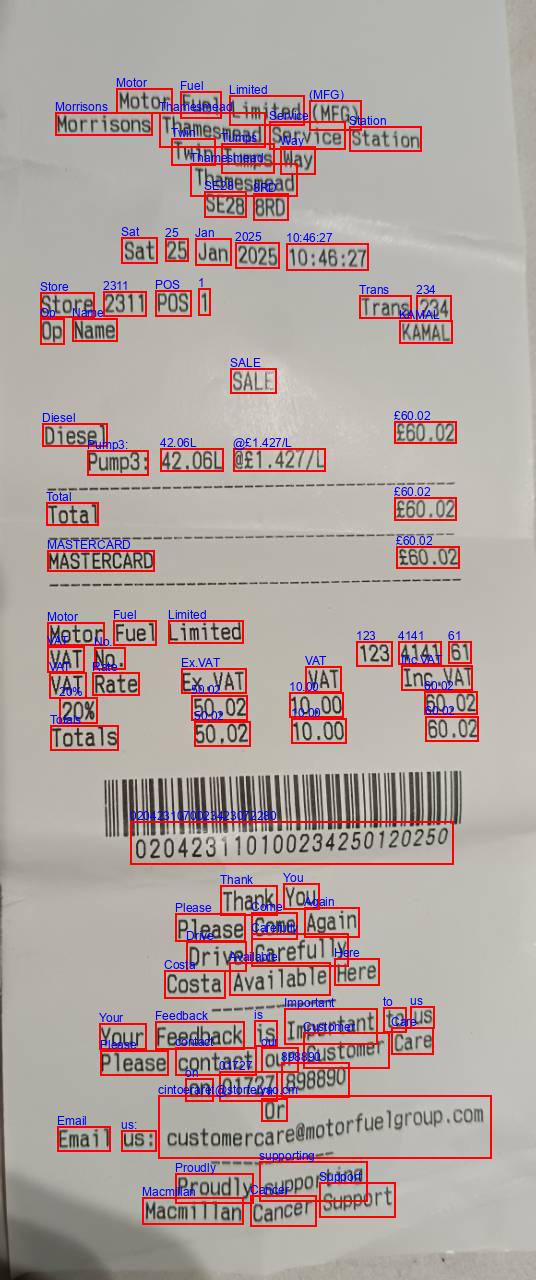 Motor Fuel Limited (MFG)
Morrisons Thamesmead Service Station
Twin Tumps Way
Thamesmead
SE28 8RD
Sat 25 Jan 2025 10:46:27
Store 2311 POS 1 Trans 234
Op Name KAMAL
SALE
Diesel £60.02
Pump3: 42.06L @£1.427/L
Total £60.02
MASTERCARD £60.02
Motor Fuel Limited
VAT No. 123 4141 61
VAT Rate Ex.VAT VAT Inc.VAT
20% 50.02 10.00 60.02
Totals 50.02 10.00 60.02
020423110100234250120250
Thank You
Please Come Again
Drive Carefully
Costa Available Here
Your Feedback is Important to us
Please contact our Customer Care
on 01727 898890
Or
Email us: customercare@motorfuelgroup.com
Proudly supporting
Macmillan Cancer Support